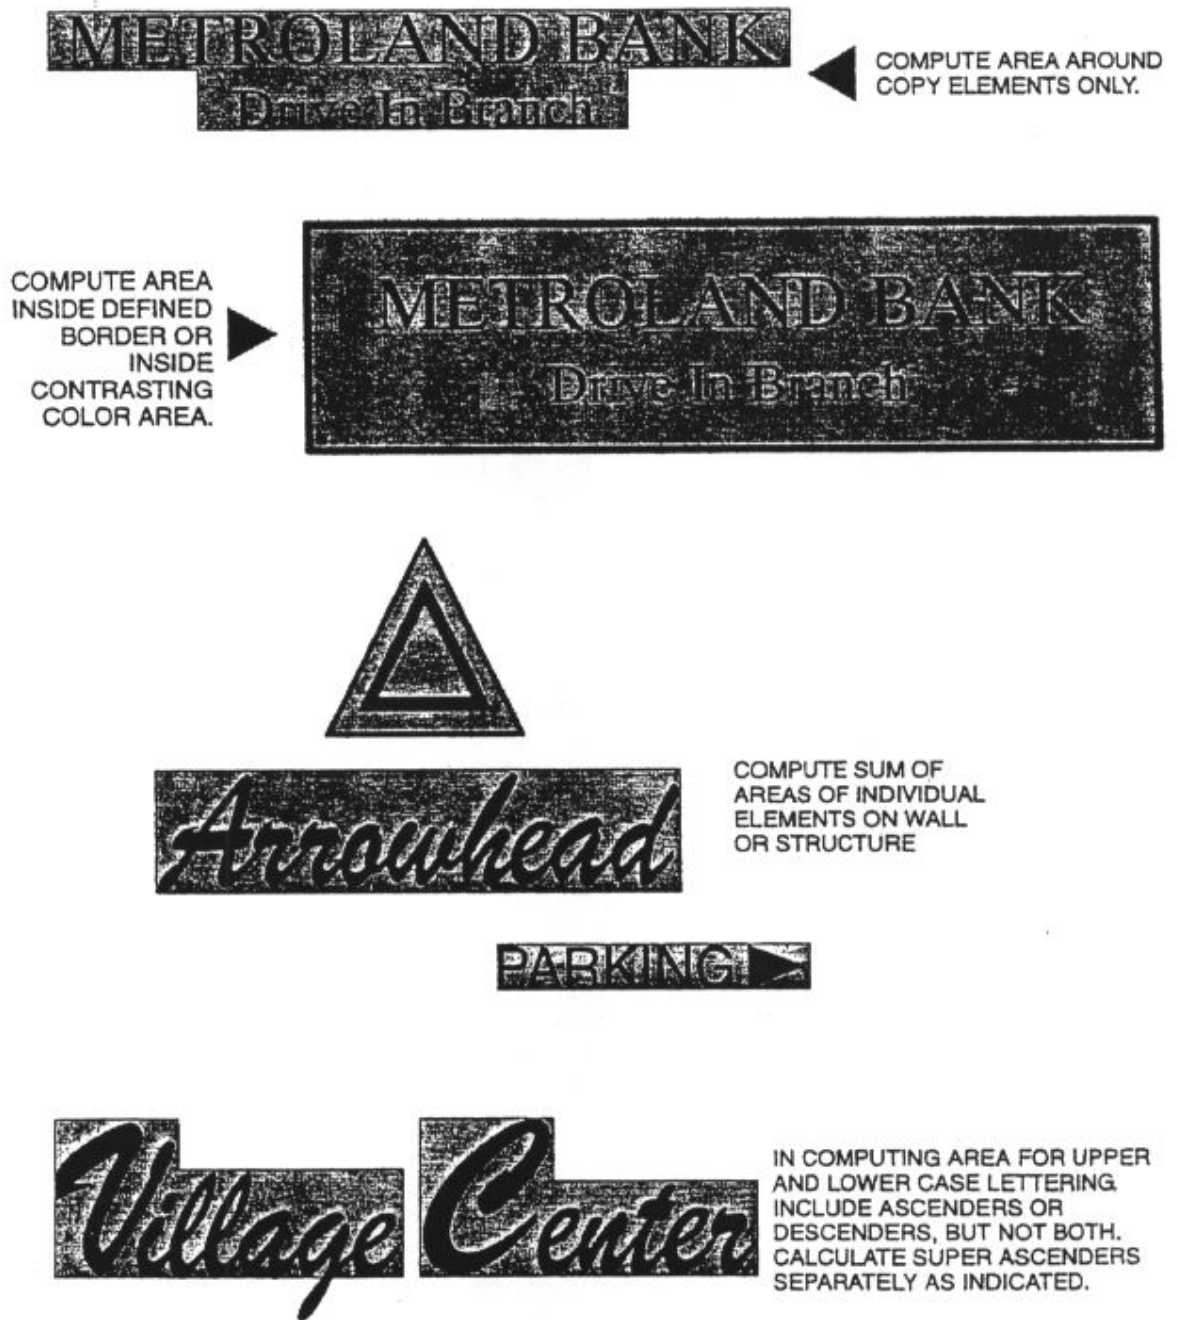 METROLAND BANK
Drive In Branch
COMPUTE AREA AROUND
COPY ELEMENTS ONLY.
COMPUTE AREA
INSIDE DEFINED
BORDER OR
INSIDE
CONTRASTING
COLOR AREA.
METROLAND BANK
Drive In Branch
Arrowhead
COMPUTE SUM OF
AREAS OF INDIVIDUAL
ELEMENTS ON WALL
OR STRUCTURE
PARKING
Village Center
IN COMPUTING AREA FOR UPPER
AND LOWER CASE LETTERING
INCLUDE ASCENDERS OR
DESCENDERS, BUT NOT BOTH.
CALCULATE SUPER ASCENDERS
SEPARATELY AS INDICATED.